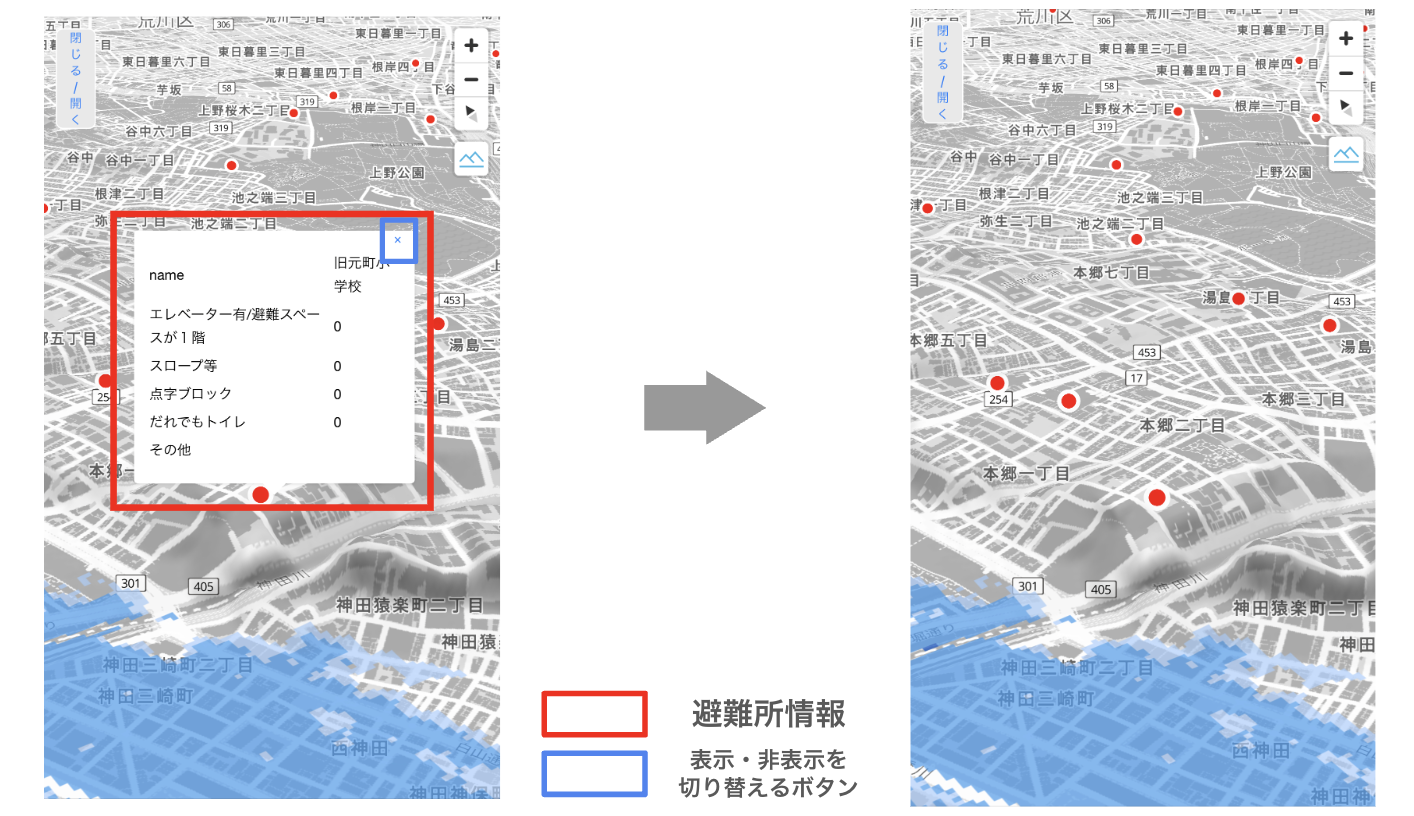 荒川区
306
東日暮里一丁目
閉じる/開く
東日暮里三丁目
東日暮里六丁目
東日暮里四丁目
根岸四丁目
芋坂
58
319
上野桜木二丁目
根岸一丁目
谷中六丁目
319
谷中
谷中一丁目
上野公園
根津二丁目
池之端三丁目
弥生二丁目
池之端二丁目
×
name
旧元町小
学校
エレベーター有/避難スペー
スが1階
0
スロープ等
0
点字ブロック
0
だれでもトイレ
0
その他
453
湯島二
254
301
405
神田川
神田猿楽町二丁目
神田猿
神田三崎町二丁目
神田三崎町
西神田
避難所情報
表示・非表示を
切り替えるボタン
荒川区
306
東日暮里一丁目
閉じる/開く
東日暮里三丁目
東日暮里六丁目
東日暮里四丁目
根岸四丁目
芋坂
58
上野桜木二丁目
根岸一丁目
谷中六丁目
319
谷中
谷中一丁目
上野公園
根津二丁目
池之端三丁目
弥生二丁目
池之端二丁目
本郷七丁目
湯島 丁目
453
本郷五丁目
湯島
453
17
254
本郷三丁目
本郷二丁目
本郷一丁目
301
405
神田川
神田猿楽町二丁目
神田
神田三崎町二丁目
神田三崎町
西神田
神田神